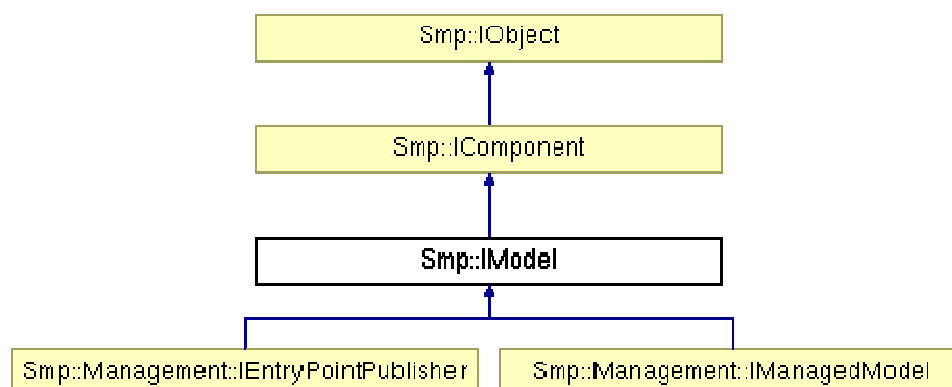 Smp::IObject
Smp::IComponent
Smp::IModel
Smp::Management::IEntryPointPublisher
Smp::Management::IManagedModel